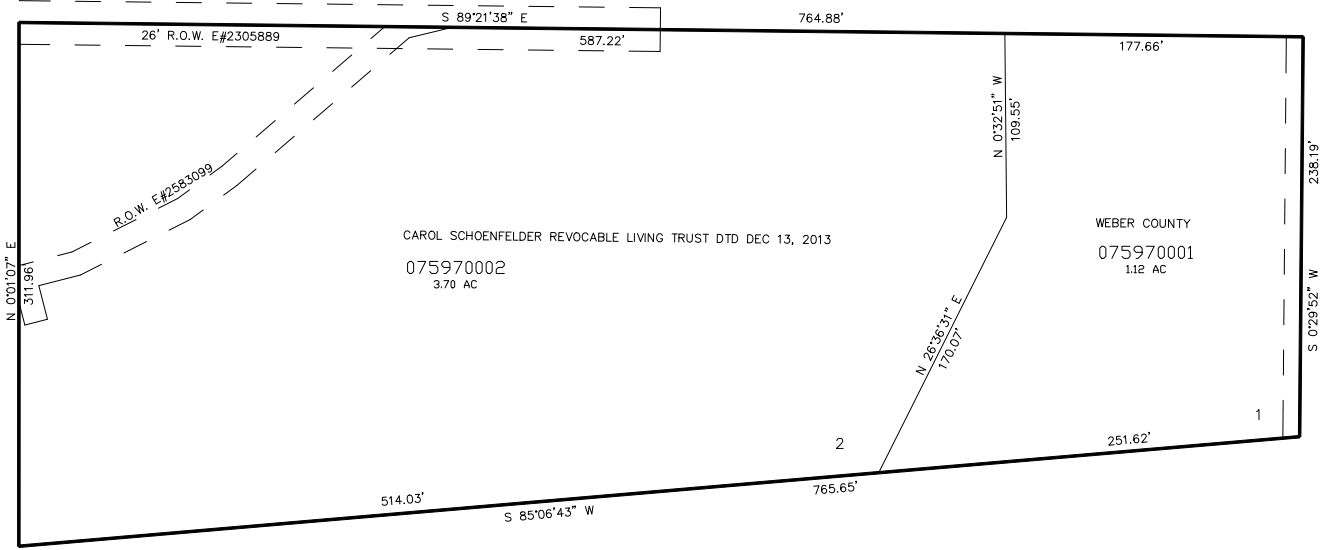 S 89°21'38" E
764.88'
26' R.O.W. E#2305889
587.22'
177.66'
N 0°32'51" W
109.55'
238.19'
R.O.W. E#2583099
CAROL SCHOENFELDER REVOCABLE LIVING TRUST DTD DEC 13, 2013
075970002
3.70 AC
WEBER COUNTY
075970001
1.12 AC
N 0°01'07" E
311.96'
N 26°36'31" E
170.07'
S 0°29'52" W
1
2
251.62'
514.03'
765.65'
S 85°06'43" W